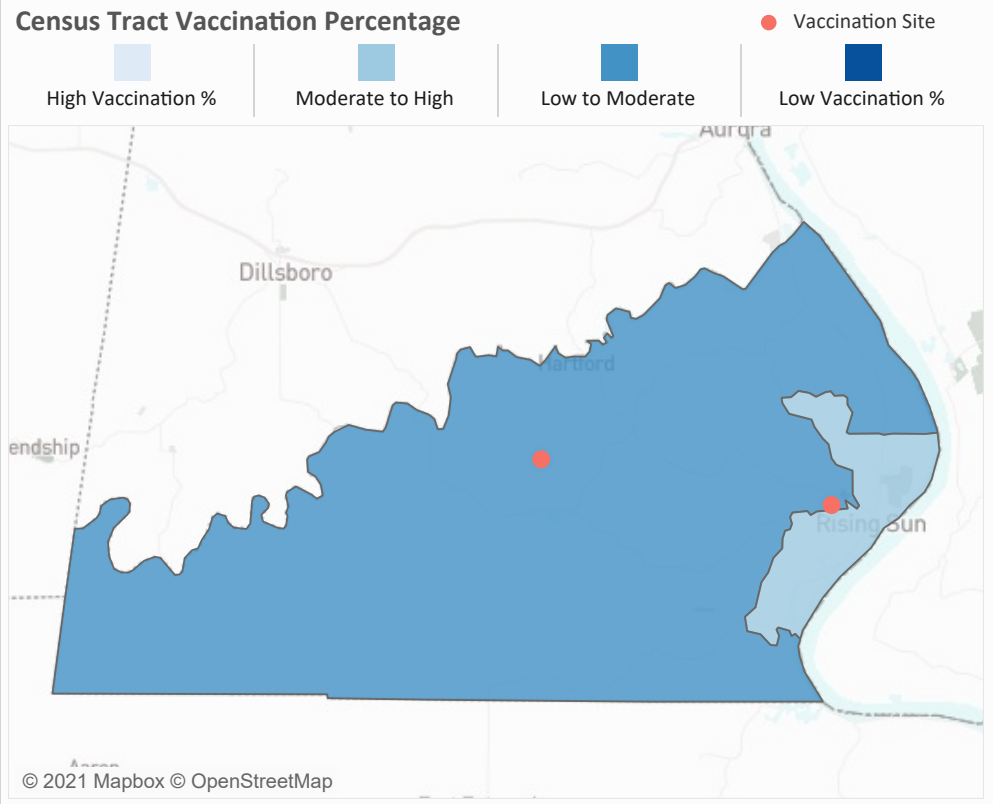 Census Tract Vaccination Percentage
Vaccination Site
High Vaccination %
Moderate to High
Low to Moderate
Low Vaccination %
Aurora
Dillsboro
Hartford
endship
Rising Sun
© 2021 Mapbox © OpenStreetMap